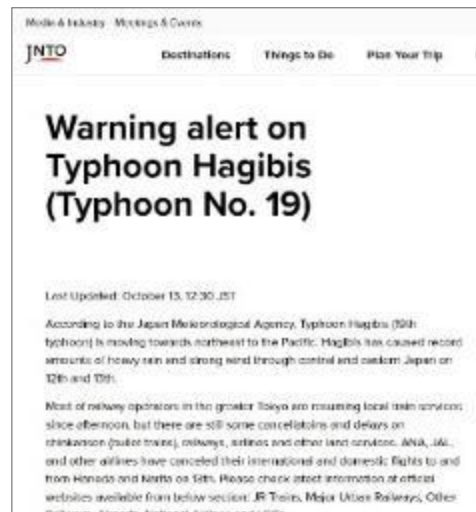 Media & Industry Meetings & Events
JNTO
Destinations Things to Do Plan Your Trip
Warning alert on
Typhoon Hagibis
(Typhoon No. 19)
Last Updated: October 13, 12:30 JST
According to the Japan Meteorological Agency, Typhoon Hagibis (19th
typhoon) is moving towards northeast to the Pacific. Hagibis has caused record
amounts of heavy rain and strong wind through central and eastern Japan on
12th and 13th.
Most of railway operators in the greater Tokyo are resuming local train services
since afternoon, but there are still some cancellations and delays on
shinkansen (bullet trains), railways, airlines and other land services. ANA, JAL,
and other airlines have canceled their international and domestic flights to and
from Haneda and Narita on 13th. Please check latest information at official
websites available from below section: JR Trains, Major Urban Railways, Other